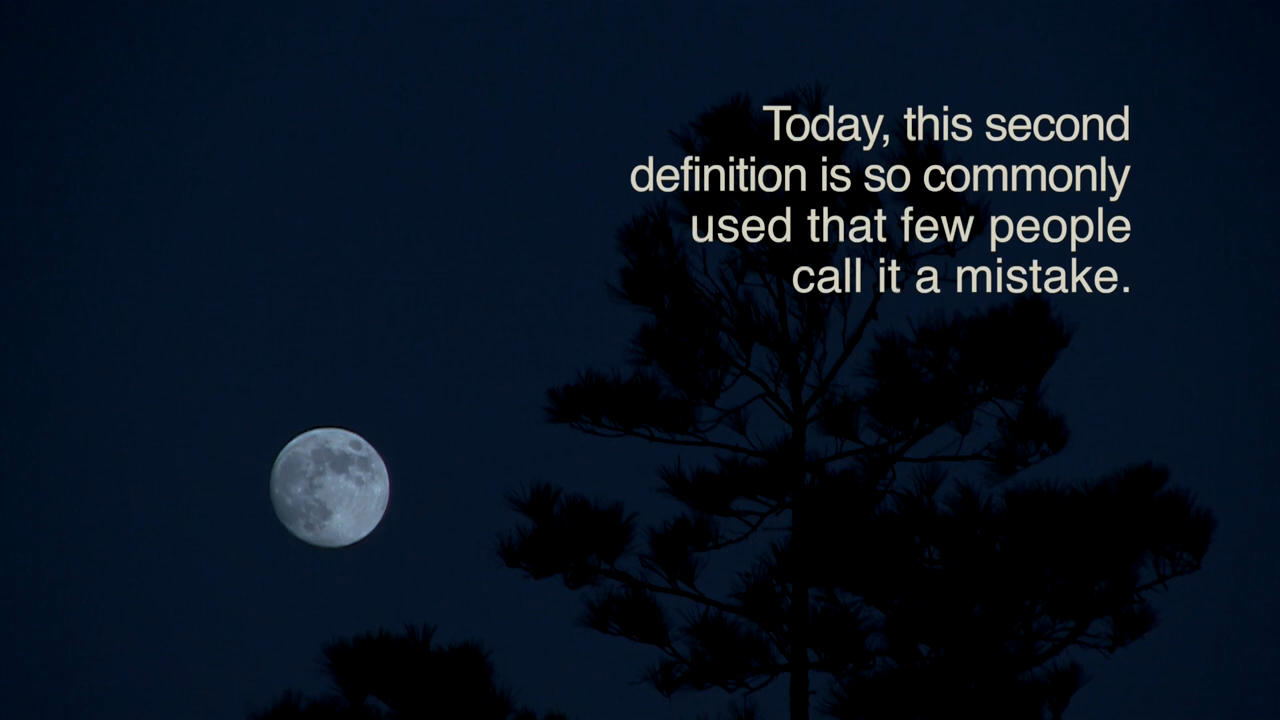 Today, this second
definition is so commonly
used that few people
call it a mistake.